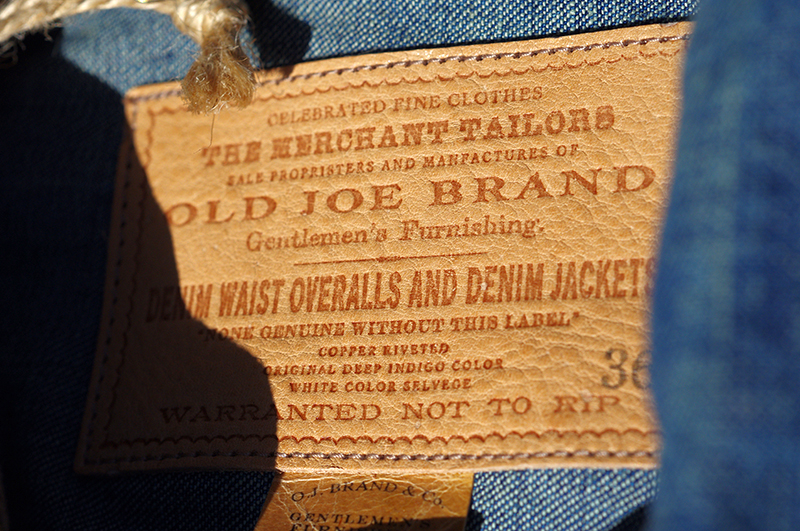 CELEBRATED FINE CLOTHES
THE MERCHANT TAILORS
SALE PROPRISTERS AND MANFACTURES OF
OLD JOE BRAND
Gentlemen's Furnishing.
DENIM WAIST OVERALLS AND DENIM JACKETS
"NONE GENUINE WITHOUT THIS LABEL"
COPPER RIVETED
ORIGINAL DEEP INDIGO COLOR
WHITE COLOR SELVEGE
36
WARRANTED NOT TO RIP
O.J. BRAND & Co.
GENTLEMEN'S